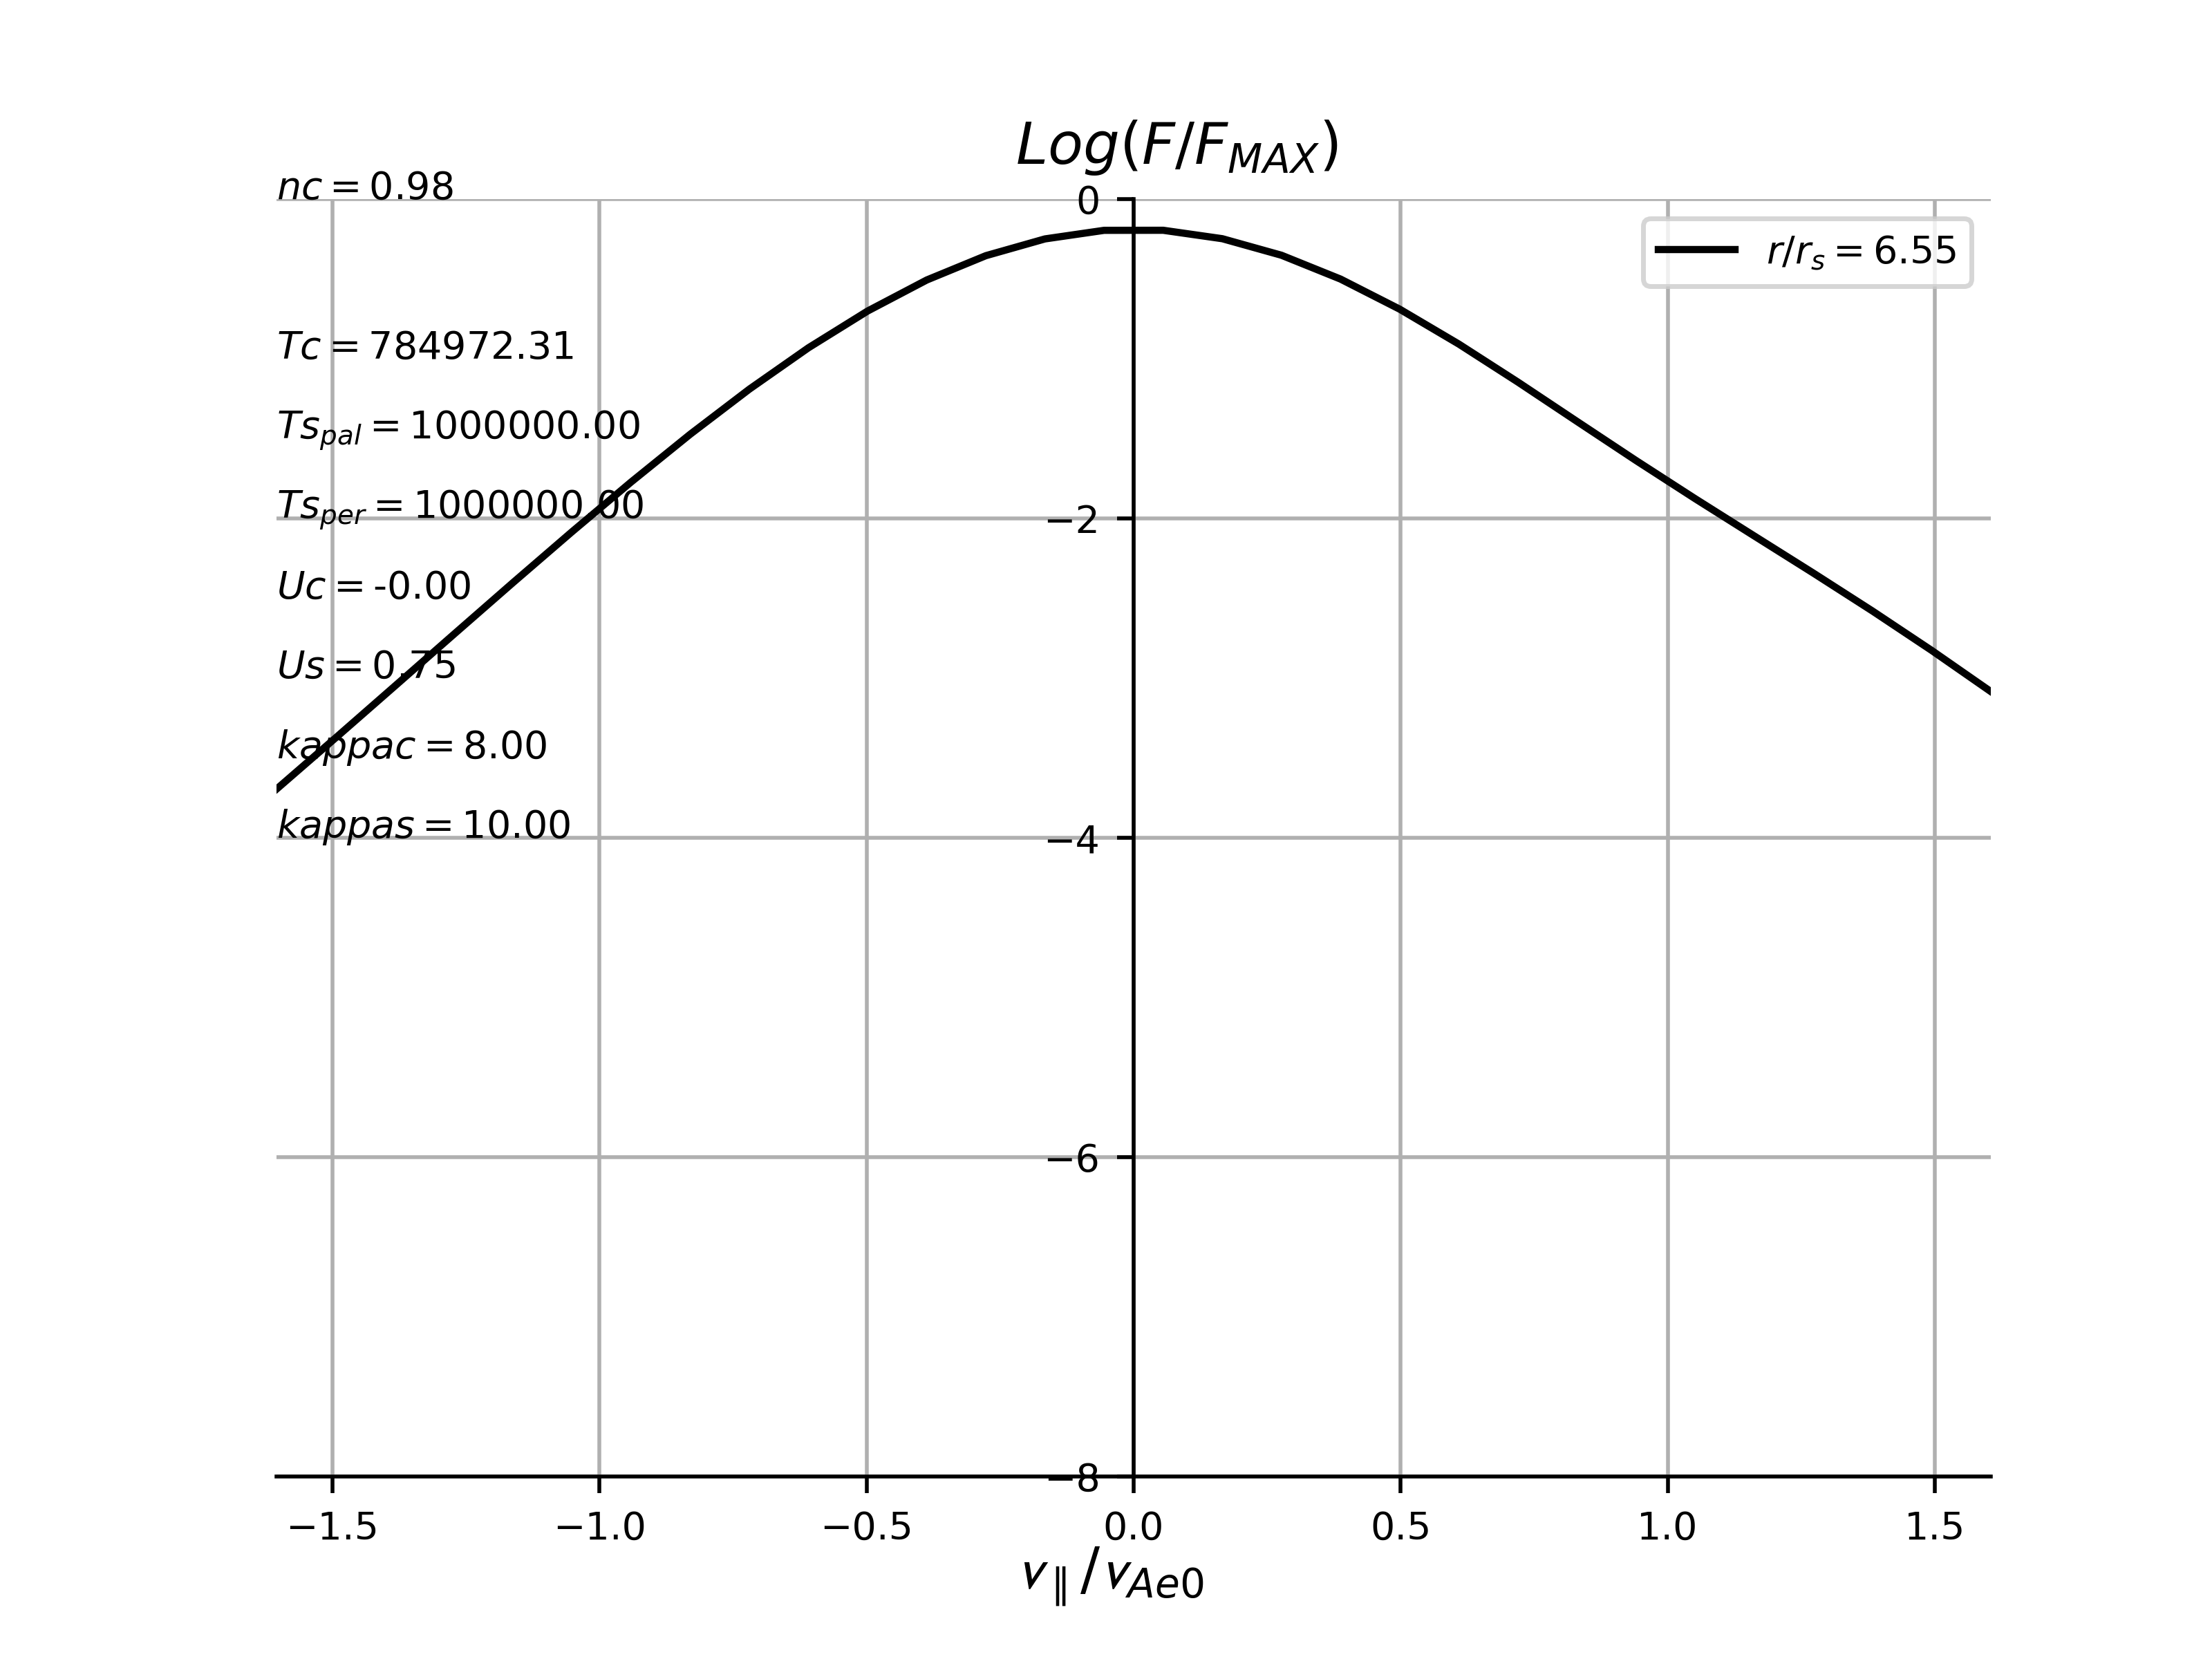 Log(F/F_MAX)
nc = 0.98
0
r/r_s = 6.55
Tc = 784972.31
Ts_pal = 1000000.00
Ts_per = 1000000.00
−2
Uc = -0.00
Us = 0.75
kappac = 8.00
kappas = 10.00
−4
−6
−8
−1.5 −1.0 −0.5 0.0 0.5 1.0 1.5
v_∥/v_Ae0